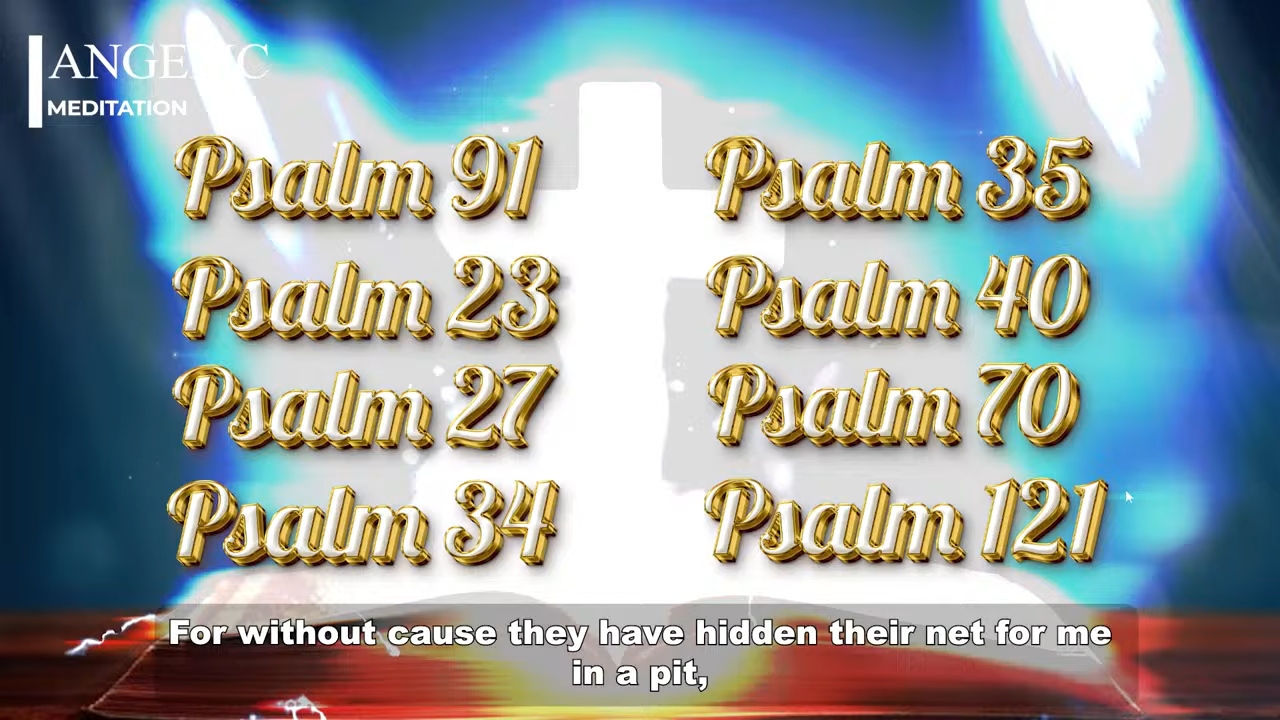 ANGELIC
MEDITATION
Psalm 91
Psalm 23
Psalm 27
Psalm 34
Psalm 35
Psalm 40
Psalm 70
Psalm 121
For without cause they have hidden their net for me
in a pit,